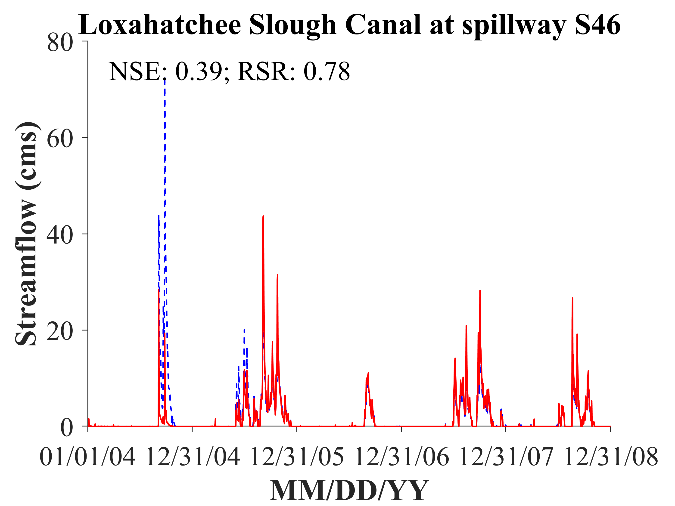 Loxahatchee Slough Canal at spillway S46
NSE: 0.39; RSR: 0.78
Streamflow (cms)
80
60
40
20
0
01/01/04 12/31/04 12/31/05 12/31/06 12/31/07 12/31/08
MM/DD/YY